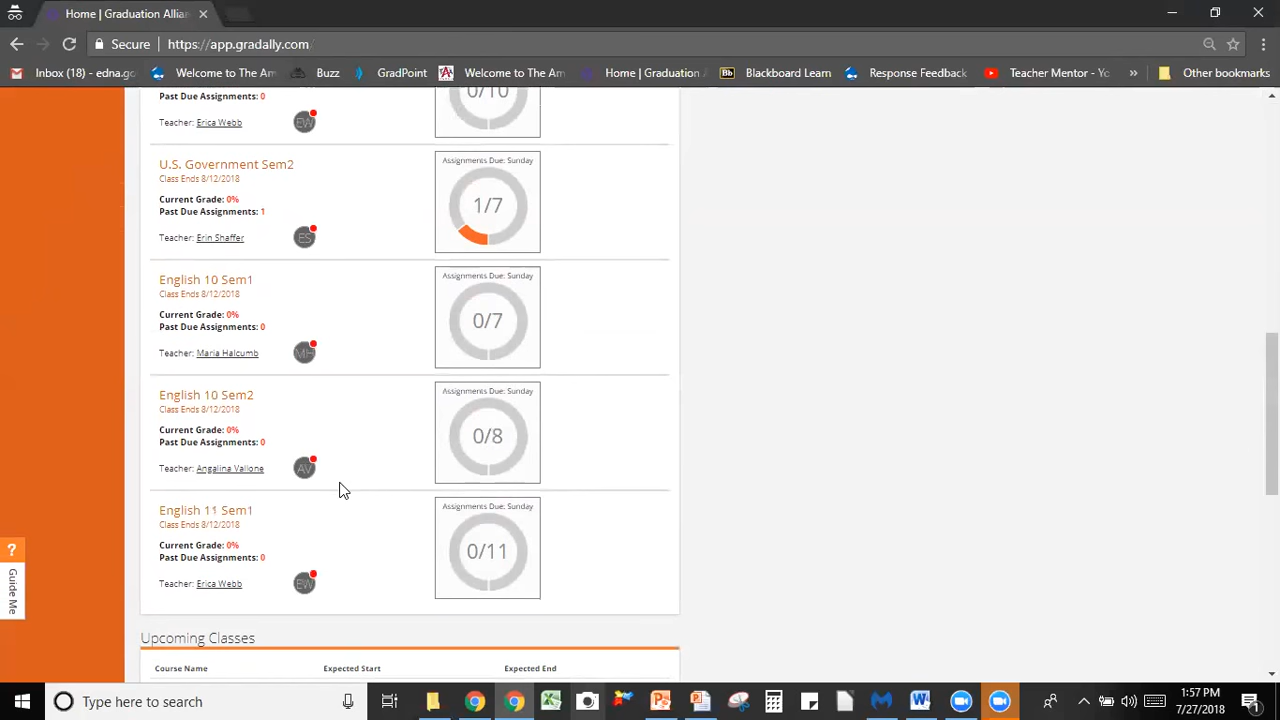 Home | Graduation Allian
Secure
https://app.gradally.com
Inbox (18) - edna.go
Welcome to The Am
Buzz
GradPoint
Welcome to The Am
Home | Graduation A
Bb
Blackboard Learn
Response Feedback
Teacher Mentor - Yo
Other bookmarks
Past Due Assignments: 0
0/10
Teacher: Erica Webb
EW
U.S. Government Sem2
Assignments Due: Sunday
Class Ends 8/12/2018
Current Grade: 0%
1/7
Past Due Assignments: 1
Teacher: Erin Shaffer
ES
English 10 Sem1
Assignments Due: Sunday
Class Ends 8/12/2018
Current Grade: 0%
0/7
Past Due Assignments: 0
Teacher: Maria Halcumb
MH
English 10 Sem2
Assignments Due: Sunday
Class Ends 8/12/2018
Current Grade: 0%
0/8
Past Due Assignments: 0
Teacher: Angalina Vallone
AV
English 11 Sem1
Assignments Due: Sunday
Class Ends 8/12/2018
Current Grade: 0%
0/11
Past Due Assignments: 0
Teacher: Erica Webb
EW
?
Guide Me
Upcoming Classes
Course Name Expected Start Expected End
Type here to search
1:57 PM
7/27/2018